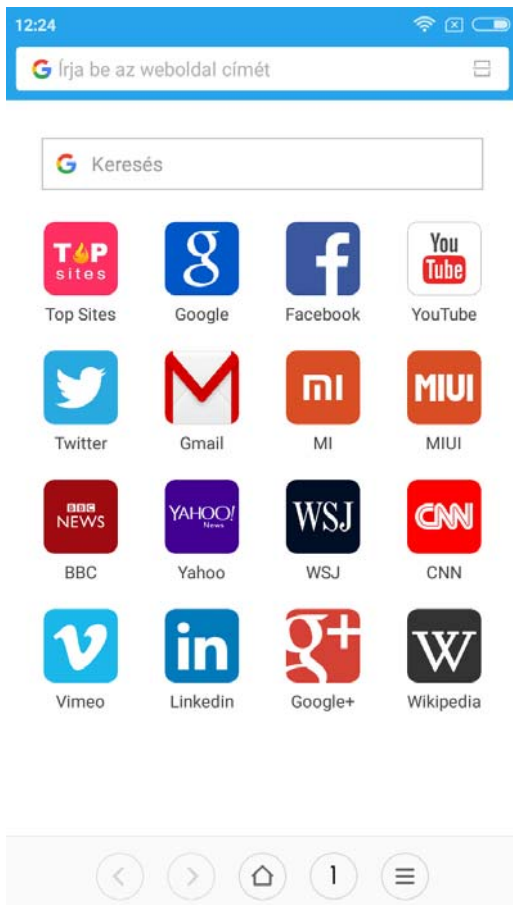 12:24
G Írja be az weboldal címét
G Keresés
TOP sites
g
f
You Tube
Top Sites
Google
Facebook
YouTube
M
mi
MIUI
Twitter
Gmail
MI
MIUI
BBC NEWS
YAHOO! News
WSJ
CNN
BBC
Yahoo
WSJ
CNN
v
in
g+
W
Vimeo
Linkedin
Google+
Wikipedia
1